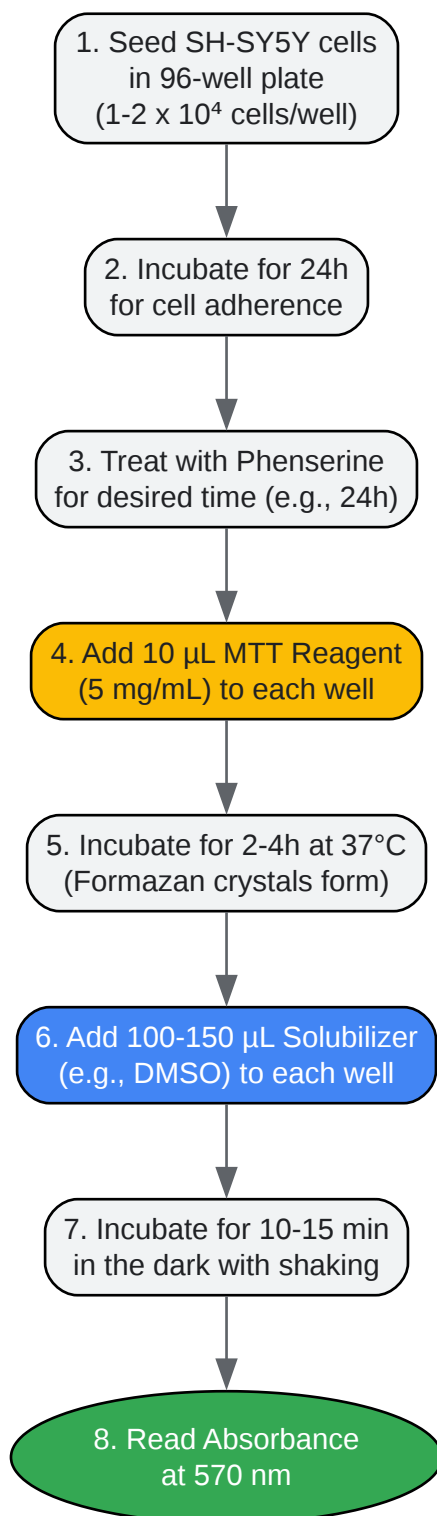 1. Seed SH-SY5Y cells
in 96-well plate
(1-2 x 10⁴ cells/well)
2. Incubate for 24h
for cell adherence
3. Treat with Phenserine
for desired time (e.g., 24h)
4. Add 10 µL MTT Reagent
(5 mg/mL) to each well
5. Incubate for 2-4h at 37°C
(Formazan crystals form)
6. Add 100-150 µL Solubilizer
(e.g., DMSO) to each well
7. Incubate for 10-15 min
in the dark with shaking
8. Read Absorbance
at 570 nm